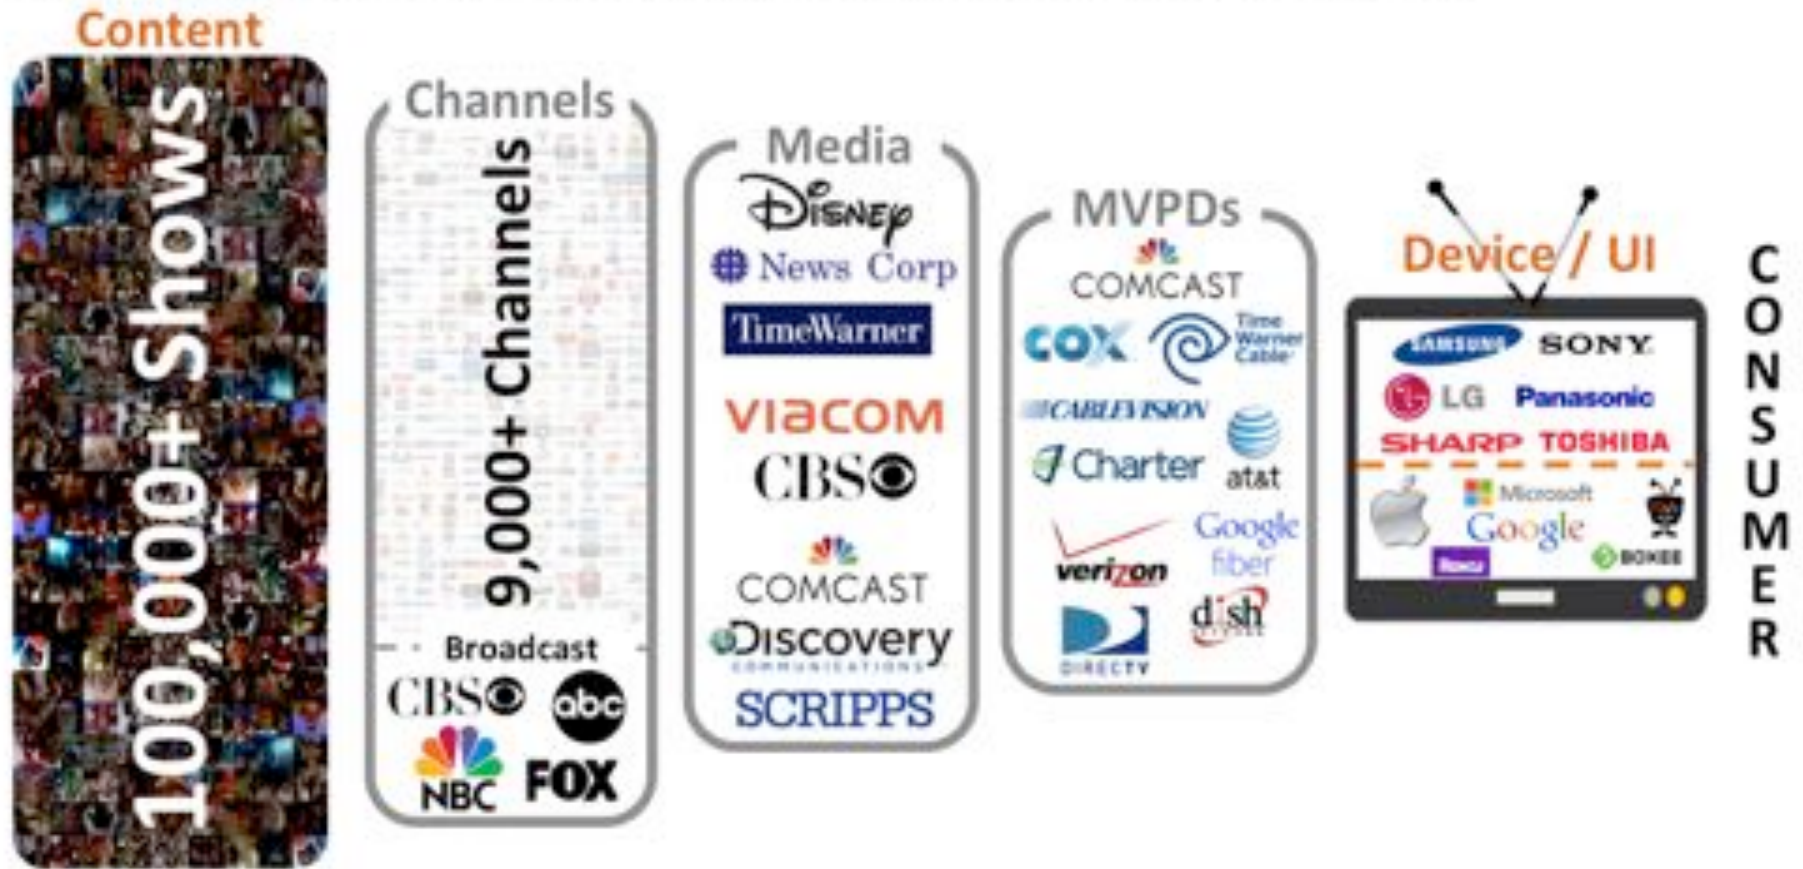 Content
100,000+ Shows
Channels
9,000+ Channels
Broadcast
CBS
abc
NBC
FOX
Media
DISNEY
News Corp
TimeWarner
VIACOM
CBS
COMCAST
Discovery
COMMUNICATIONS
SCRIPPS
MVPDs
COMCAST
COX
Time
Warner
Cable
CABLEVISION
at&t
Charter
verizon
Google
fiber
DIRECTV
dish
Device / UI
SAMSUNG SONY
LG Panasonic
SHARP TOSHIBA
Microsoft
Google
Roku
BOXEE
CONSUMER